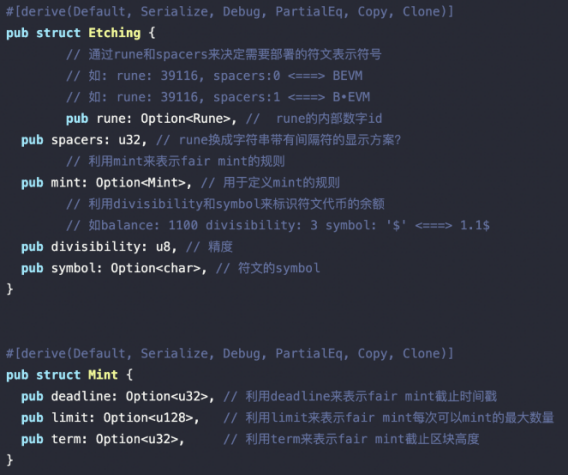 #[derive(Default, Serialize, Debug, PartialEq, Copy, Clone)]
pub struct Etching {
        // 通过rune和spacers来决定需要部署的符文表示符号
        // 如: rune: 39116, spacers:0 <===> BEVM
        // 如: rune: 39116, spacers:1 <===> B•EVM
        pub rune: Option<Rune>, //  rune的内部数字id
  pub spacers: u32, // rune换成字符串带有间隔符的显示方案?
        // 利用mint来表示fair mint的规则
  pub mint: Option<Mint>, // 用于定义mint的规则
        // 利用divisibility和symbol来标识符文代币的余额
        // 如balance: 1100 divisibility: 3 symbol: '$' <===> 1.1$
  pub divisibility: u8, // 精度
  pub symbol: Option<char>, // 符文的symbol
}
#[derive(Default, Serialize, Debug, PartialEq, Copy, Clone)]
pub struct Mint {
  pub deadline: Option<u32>, // 利用deadline来表示fair mint截止时间戳
  pub limit: Option<u128>,   // 利用limit来表示fair mint每次可以mint的最大数量
  pub term: Option<u32>,     // 利用term来表示fair mint截止区块高度
}